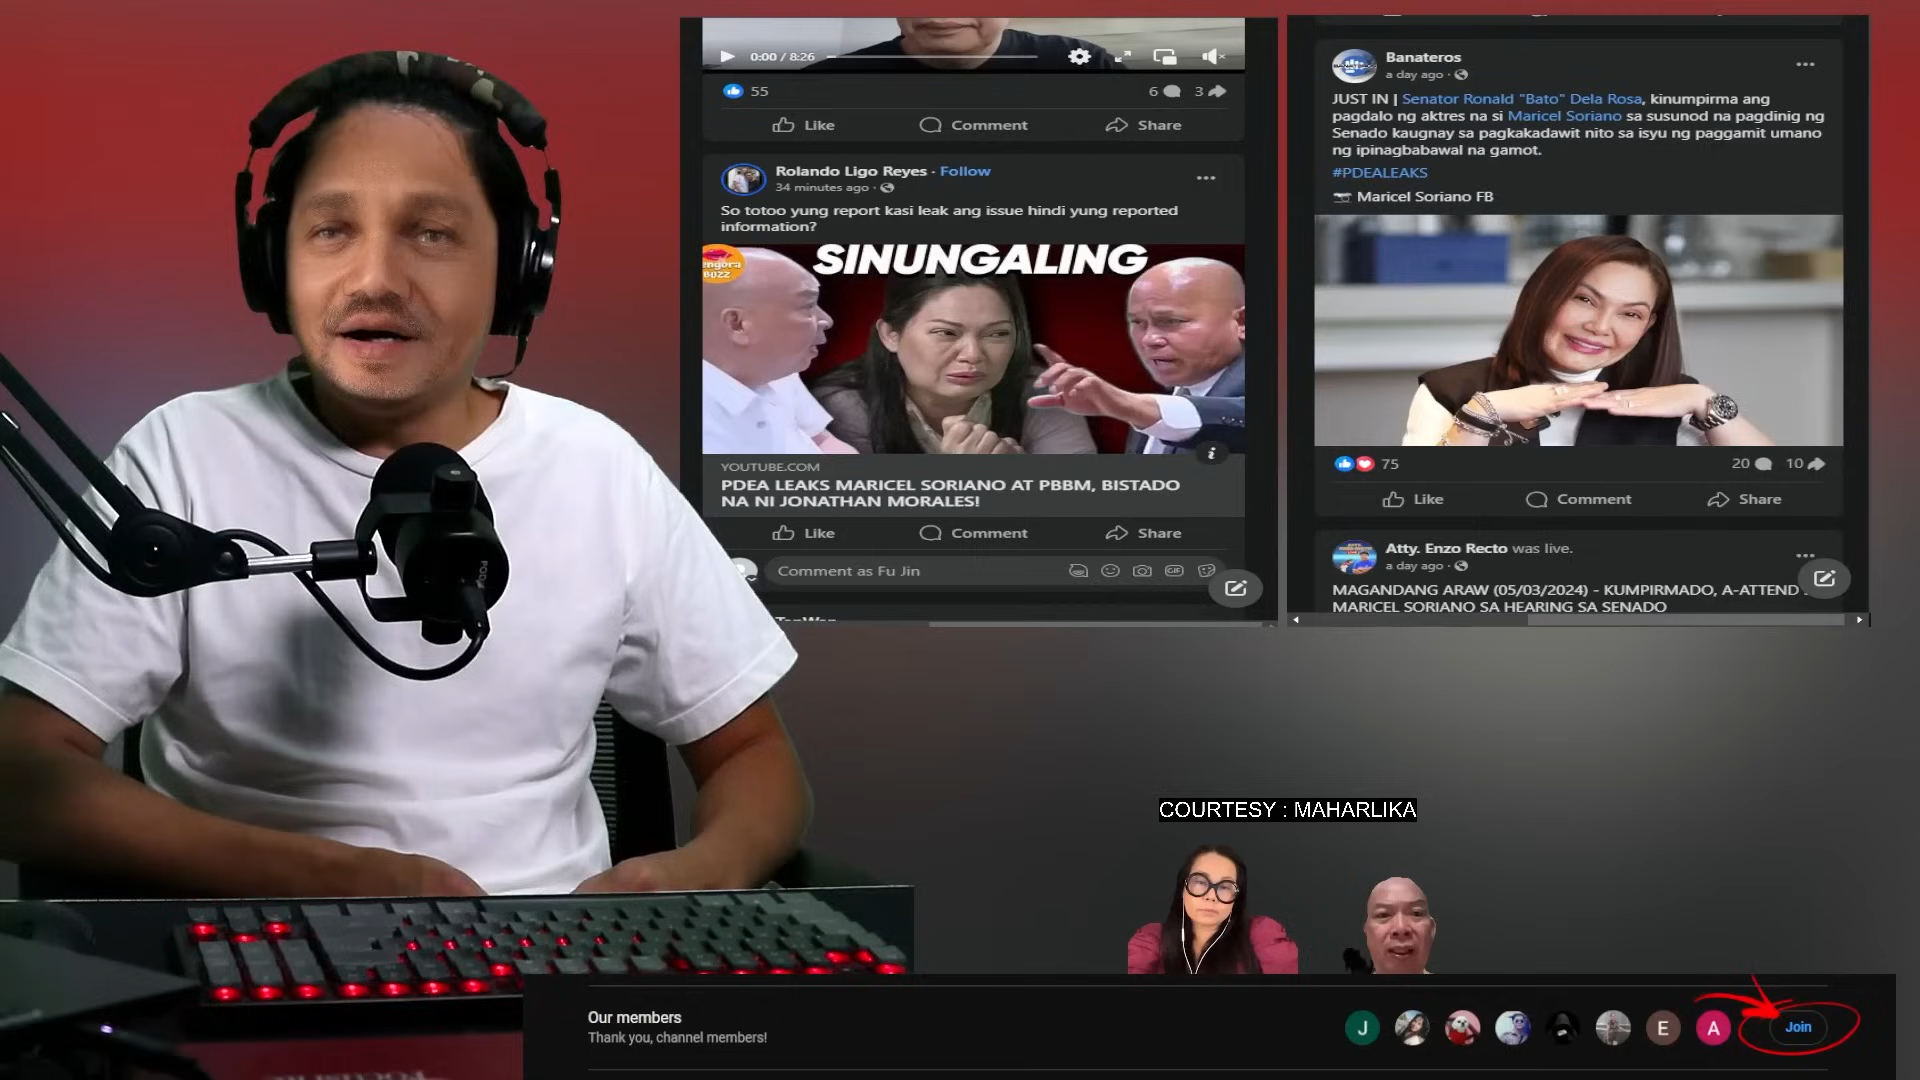 0:00 / 8:26
55
6
3
Like
Comment
Share
Rolando Ligo Reyes · Follow
34 minutes ago ·
So totoo yung report kasi leak ang issue hindi yung reported
information?
SINUNGALING
BUZZ
YOUTUBE.COM
PDEA LEAKS MARICEL SORIANO AT PBBM, BISTADO
NA NI JONATHAN MORALES!
Like
Comment
Share
Comment as Fu Jin
GIF
Banateros
a day ago ·
JUST IN | Senator Ronald "Bato" Dela Rosa, kinumpirma ang
pagdalo ng aktres na si Maricel Soriano sa susunod na pagdinig ng
Senado kaugnay sa pagkakadawit nito sa isyu ng paggamit umano
ng ipinagbabawal na gamot.
#PDEALEAKS
Maricel Soriano FB
75
20
10
Like
Comment
Share
Atty. Enzo Recto was live.
a day ago ·
MAGANDANG ARAW (05/03/2024) - KUMPIRMADO, A-ATTEND
MARICEL SORIANO SA HEARING SA SENADO
COURTESY : MAHARLIKA
Our members
Thank you, channel members!
J
E
A
Join